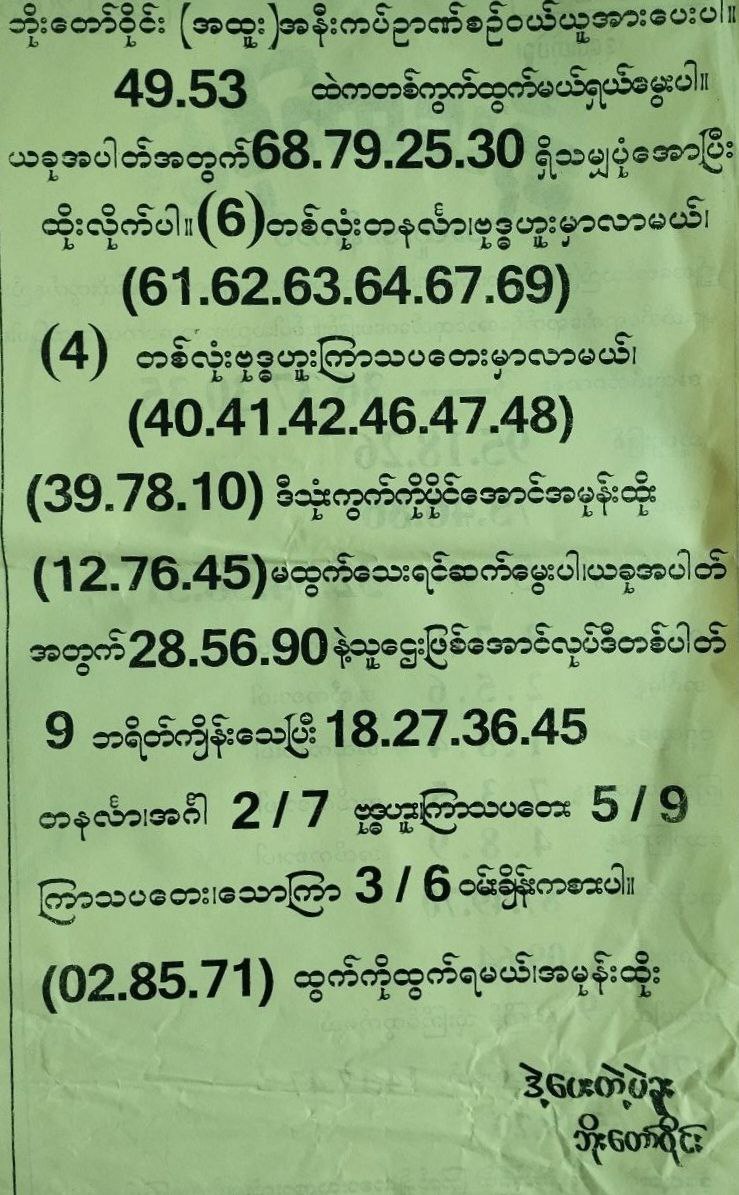 ဘိုးတော်ဝိုင်း (အထူး)အနီးကပ်ဉာဏ်စဉ်ဝယ်ယူအားပေးပါ။
49.53 ထဲကတစ်ကွက်ထွက်မယ်ရှယ်မွေးပါ။
ယခုအပါတ်အတွက်68.79.25.30 ရှိသမျှပုံအောပြီး
ထိုးလိုက်ပါ။(6)တစ်လုံးတနင်္လာ၊ဗုဒ္ဓဟူးမှာလာမယ်၊
(61.62.63.64.67.69)
(4) တစ်လုံးဗုဒ္ဓဟူးကြာသပတေးမှာလာမယ်၊
(40.41.42.46.47.48)
(39.78.10) ဒီသုံးကွက်ကိုပိုင်အောင်အမုန်းထိုး
(12.76.45)မထွက်သေးရင်ဆက်မွေးပါ၊ယခုအပါတ်
အတွက်28.56.90 နဲ့သူဌေးဖြစ်အောင်လုပ်ဒီတစ်ပါတ်
9 ဘရိတ်ကျိန်းသေပြီး 18.27.36.45
တနင်္လာ၊အင်္ဂါ 2 / 7 ဗုဒ္ဓဟူး၊ကြာသပတေး 5 / 9
ကြာသပတေး၊သောကြာ 3 / 6 ဝမ်းချိန်းကစားပါ။
(02.85.71) ထွက်ကိုထွက်ရမယ်၊အမုန်းထိုး
ဒဲ့ပေးတဲ့ပဲခူး
ဘိုးတော်ဝိုင်း